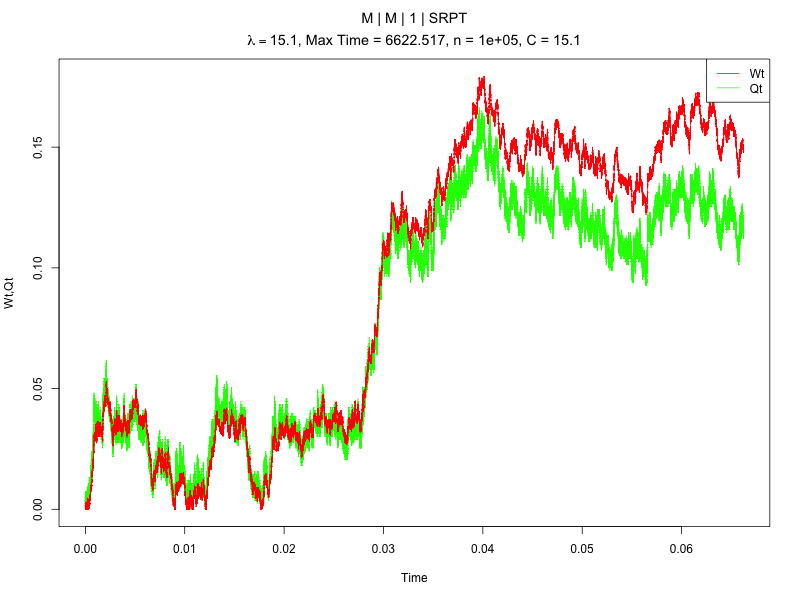 M | M | 1 | SRPT
λ = 15.1, Max Time = 6622.517, n = 1e+05, C = 15.1
Wt
Qt
Wt,Qt
0.15
0.10
0.05
0.00
0.00 0.01 0.02 0.03 0.04 0.05 0.06
Time